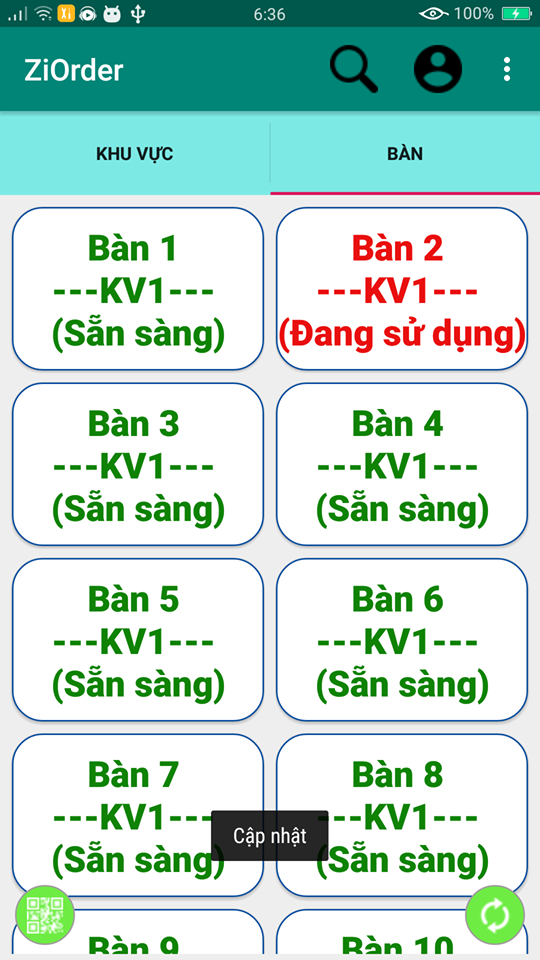 6:36
100%
ZiOrder
KHU VỰC
BÀN
Bàn 1
---KV1---
(Sẵn sàng)
Bàn 2
---KV1---
(Đang sử dụng)
Bàn 3
---KV1---
(Sẵn sàng)
Bàn 4
---KV1---
(Sẵn sàng)
Bàn 5
---KV1---
(Sẵn sàng)
Bàn 6
---KV1---
(Sẵn sàng)
Bàn 7
---KV1---
(Sẵn sàng)
Bàn 8
---KV1---
(Sẵn sàng)
Cập nhật
Bàn 9
Bàn 10